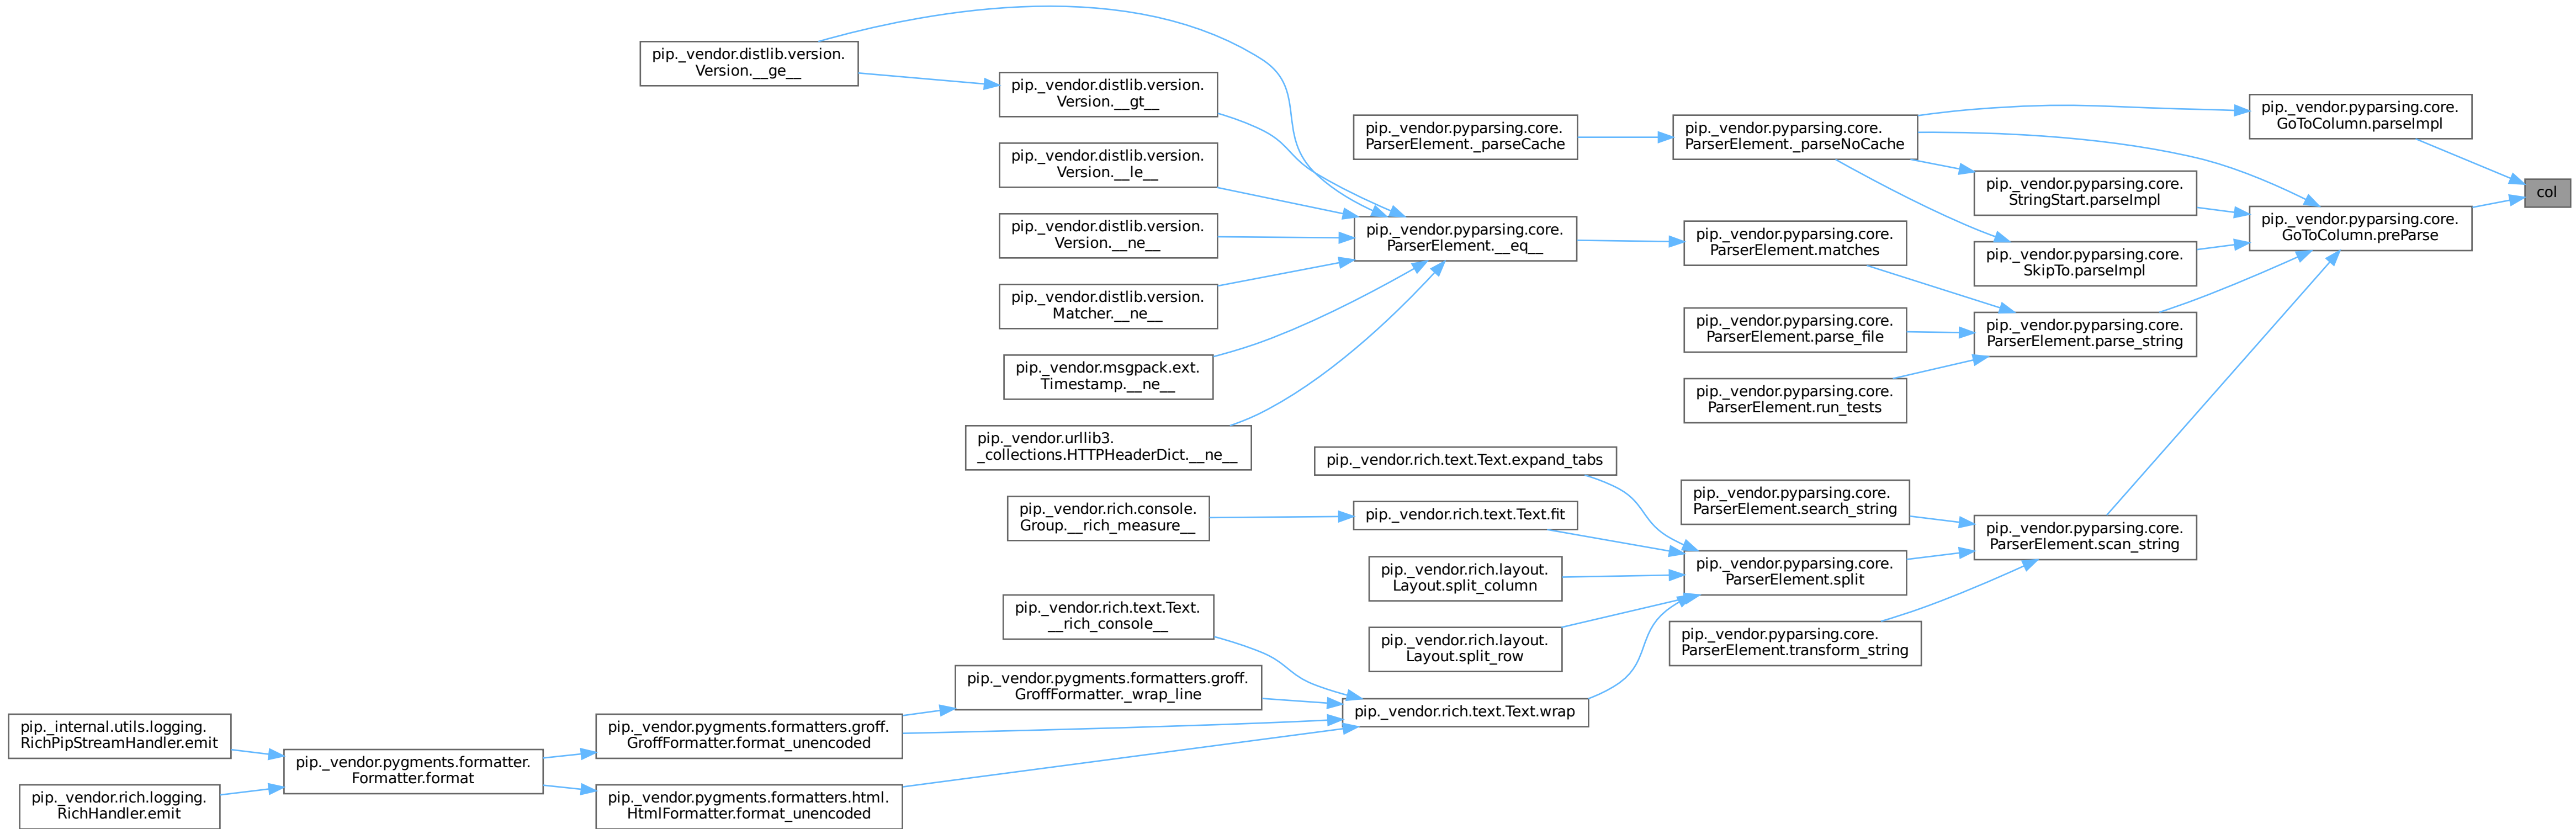 pip._vendor.distlib.version.
Version.__ge__
pip._vendor.distlib.version.
Version.__gt__
pip._vendor.distlib.version.
Version.__le__
pip._vendor.distlib.version.
Version.__ne__
pip._vendor.distlib.version.
Matcher.__ne__
pip._vendor.msgpack.ext.
Timestamp.__ne__
pip._vendor.urllib3.
_collections.HTTPHeaderDict.__ne__
pip._vendor.pyparsing.core.
ParserElement._parseCache
pip._vendor.pyparsing.core.
ParserElement.__eq__
pip._vendor.pyparsing.core.
ParserElement._parseNoCache
pip._vendor.pyparsing.core.
ParserElement.matches
pip._vendor.pyparsing.core.
ParserElement.parse_file
pip._vendor.pyparsing.core.
ParserElement.run_tests
pip._vendor.pyparsing.core.
GoToColumn.parseImpl
pip._vendor.pyparsing.core.
StringStart.parseImpl
col
pip._vendor.pyparsing.core.
GoToColumn.preParse
pip._vendor.pyparsing.core.
SkipTo.parseImpl
pip._vendor.pyparsing.core.
ParserElement.parse_string
pip._vendor.rich.text.Text.expand_tabs
pip._vendor.rich.console.
Group.__rich_measure__
pip._vendor.rich.text.Text.fit
pip._vendor.pyparsing.core.
ParserElement.search_string
pip._vendor.pyparsing.core.
ParserElement.scan_string
pip._vendor.rich.layout.
Layout.split_column
pip._vendor.pyparsing.core.
ParserElement.split
pip._vendor.rich.layout.
Layout.split_row
pip._vendor.pyparsing.core.
ParserElement.transform_string
pip._vendor.rich.text.Text.
__rich_console__
pip._vendor.pygments.formatters.groff.
GroffFormatter._wrap_line
pip._vendor.rich.text.Text.wrap
pip._internal.utils.logging.
RichPipStreamHandler.emit
pip._vendor.pygments.formatter.
Formatter.format
pip._vendor.pygments.formatters.groff.
GroffFormatter.format_unencoded
pip._vendor.rich.logging.
RichHandler.emit
pip._vendor.pygments.formatters.html.
HtmlFormatter.format_unencoded